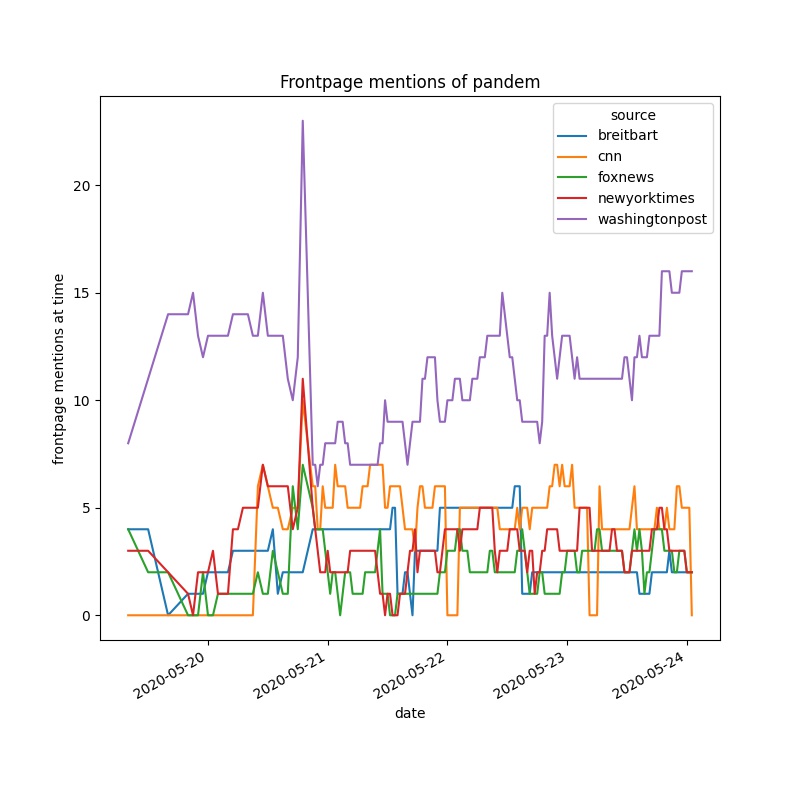 Frontpage mentions of pandem
source
breitbart
cnn
foxnews
newyorktimes
washingtonpost
frontpage mentions at time
20
15
10
5
0
2020-05-20
2020-05-21
2020-05-22
2020-05-23
2020-05-24
date